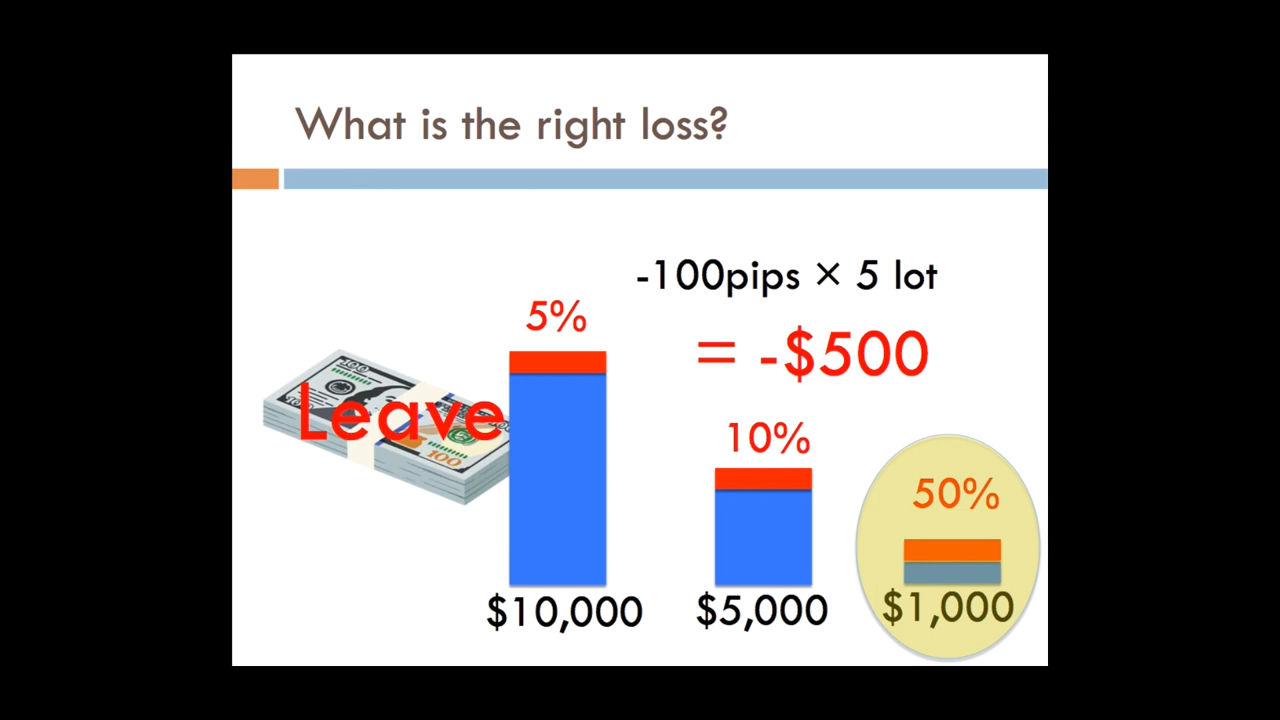 What is the right loss?
-100pips × 5 lot
5%
= -$500
Leave
10%
50%
$10,000
$5,000
$1,000
100